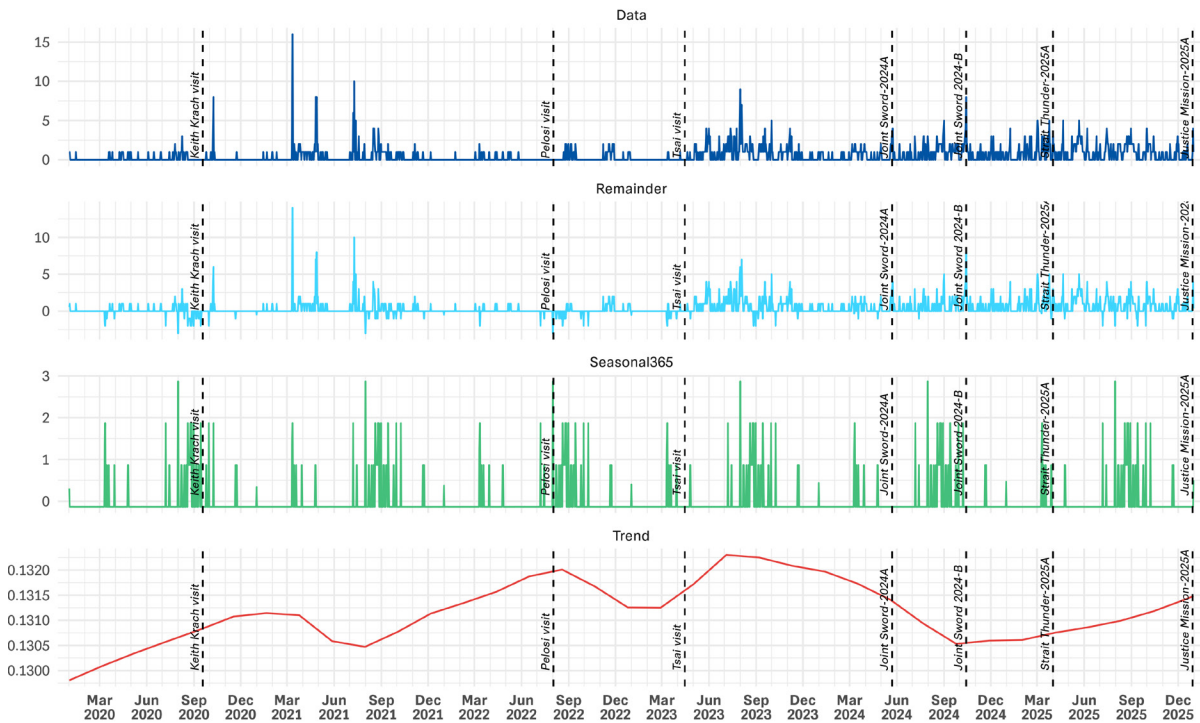 Data
15
10
5
0
Keith Krach visit
Pelosi visit
Tsai visit
Joint Sword-2024A
Joint Sword 2024-B
Strait Thunder-2025A
Justice Mission-2025A
Remainder
10
5
0
Keith Krach visit
Pelosi visit
Tsai visit
Joint Sword-2024A
Joint Sword 2024-B
Strait Thunder-2025A
Justice Mission-202
Seasonal365
3
2
1
0
Keith Krach visit
Pelosi visit
Tsai visit
Joint Sword-2024A
Joint Sword 2024-B
Strait Thunder-2025A
Justice Mission-2025A
Trend
0.1320
0.1315
0.1310
0.1305
0.1300
Keith Krach visit
Pelosi visit
Tsai visit
Joint Sword-2024A
Joint Sword 2024-B
Strait Thunder-2025A
Justice Mission-2025A
Mar Jun Sep Dec Mar Jun Sep Dec Mar Jun Sep Dec Mar Jun Sep Dec Mar Jun Sep Dec Mar Jun Sep Dec
2020 2020 2020 2020 2021 2021 2021 2021 2022 2022 2022 2022 2023 2023 2023 2023 2024 2024 2024 2024 2025 2025 2025 2025